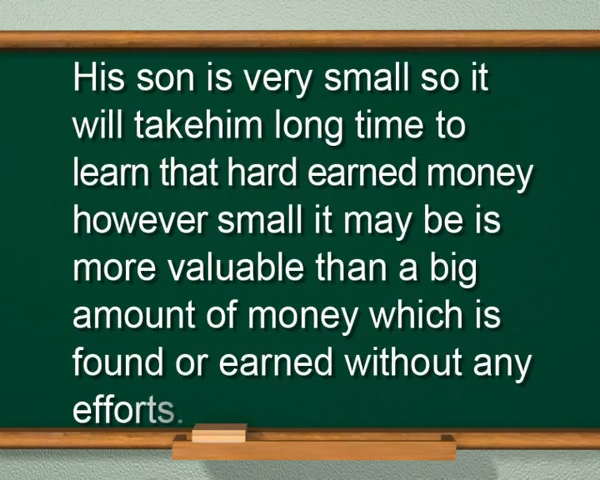 His son is very small so it
will takehim long time to
learn that hard earned money
however small it may be is
more valuable than a big
amount of money which is
found or earned without any
efforts.